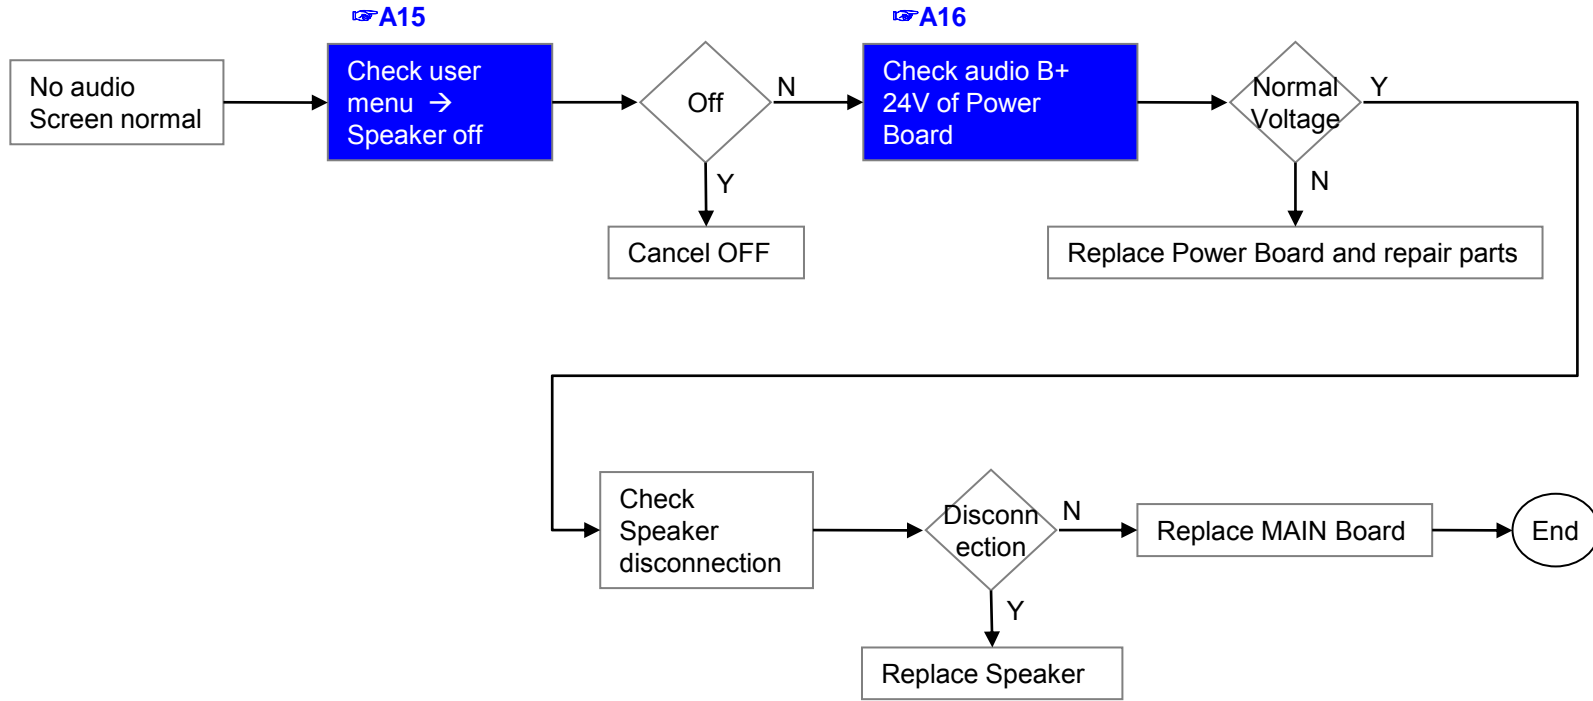 ☞A15
☞A16
No audio
Screen normal
Check user
menu →
Speaker off
Off
N
Y
Cancel OFF
Check audio B+
24V of Power
Board
Normal
Voltage
Y
N
Replace Power Board and repair parts
Check
Speaker
disconnection
Disconn
ection
N
Y
Replace Speaker
Replace MAIN Board
End